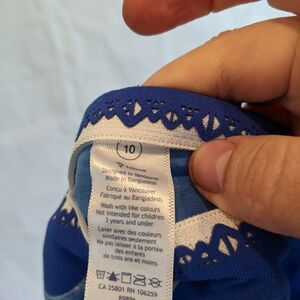 10
Designed in Vancouver
Made in Bangladesh
Conçu à Vancouver
Fabriqué au Bangladesh
Wash with like colours
Not intended for children
3 years and under
Laver avec des couleurs
similaires seulement
Ne pas laisser à la portée
des enfants
de trois ans et moins
CA 35801 RN 106259